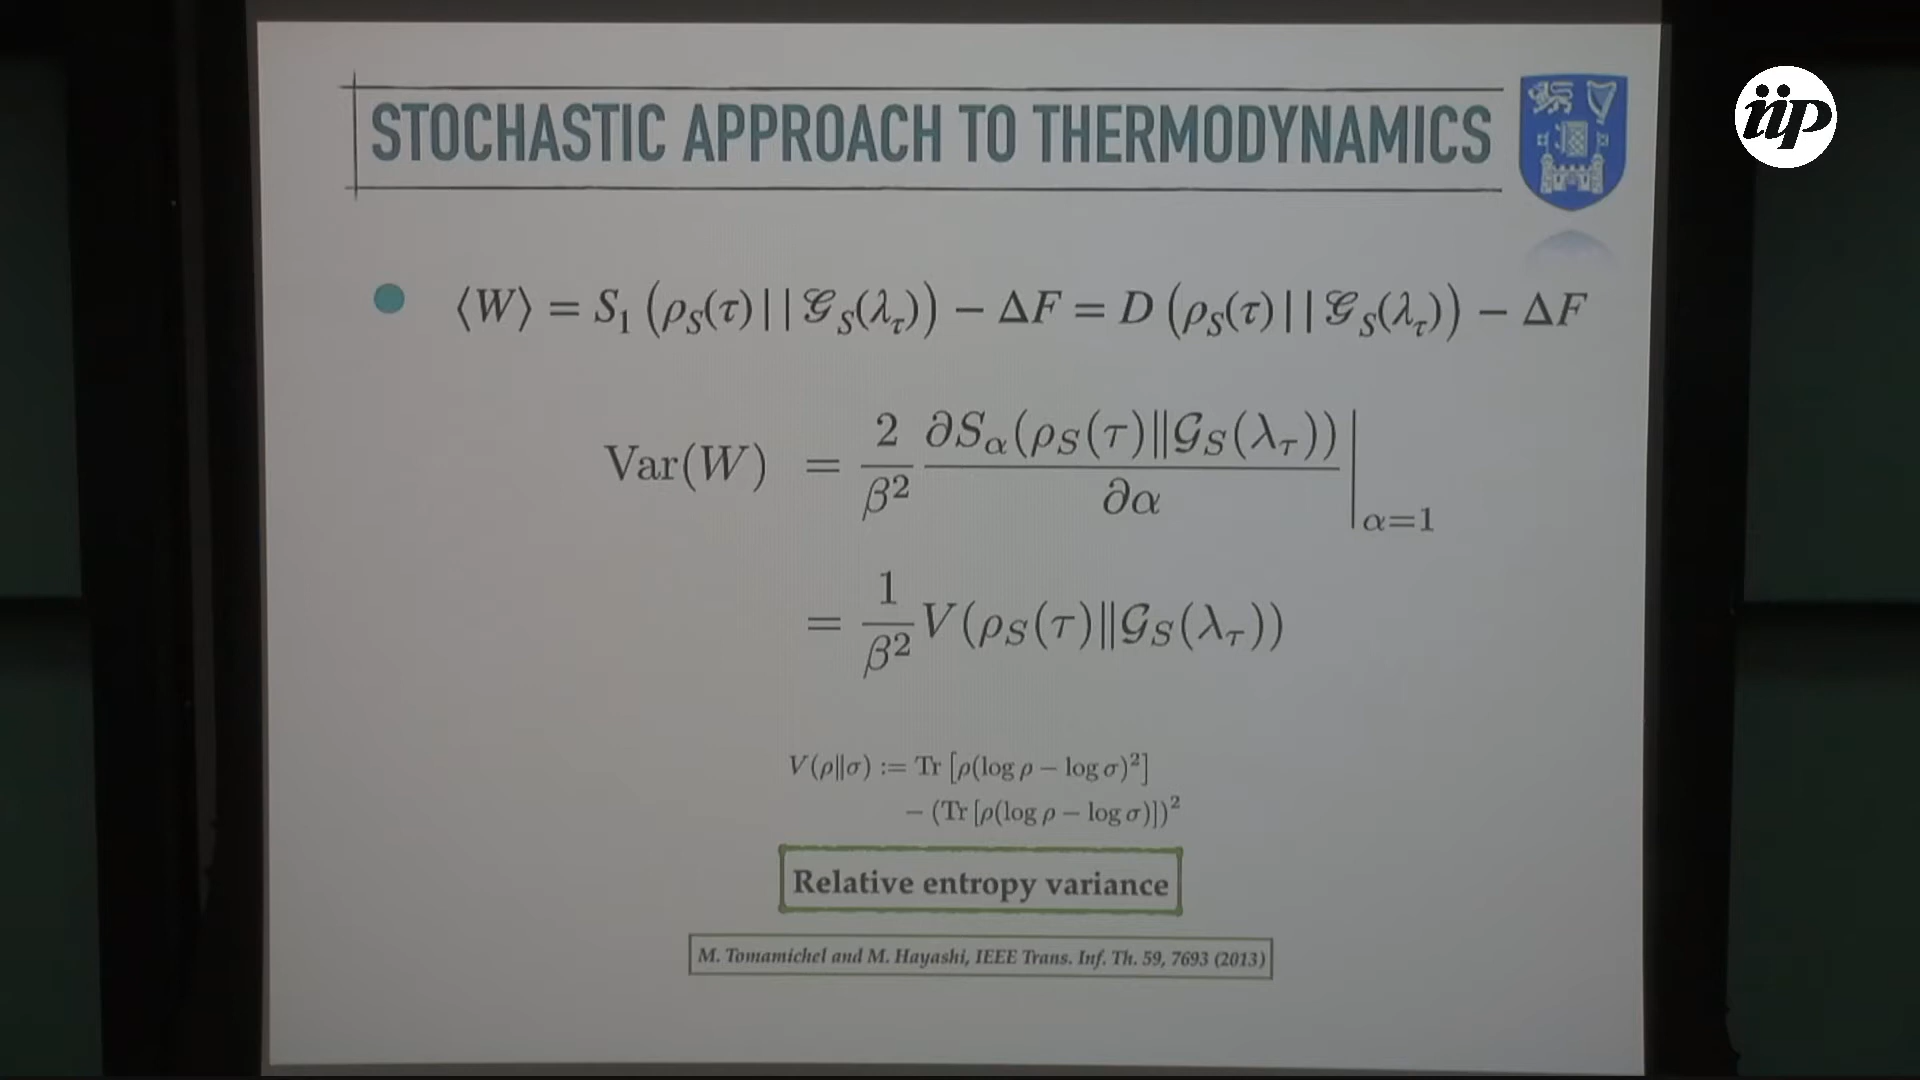 iip
STOCHASTIC APPROACH TO THERMODYNAMICS
⟨W⟩ = S₁ (ρ_S(τ)||𝒢_S(λ_τ)) − ΔF = D (ρ_S(τ)||𝒢_S(λ_τ)) − ΔF
Var(W) = 2/β² ∂S_α(ρ_S(τ)‖𝒢_S(λ_τ))/∂α |_{α=1}
= 1/β² V(ρ_S(τ)‖𝒢_S(λ_τ))
V(ρ‖σ) := Tr [ρ(log ρ − log σ)²]
− (Tr [ρ(log ρ − log σ)])²
Relative entropy variance
M. Tomamichel and M. Hayashi, IEEE Trans. Inf. Th. 59, 7693 (2013)